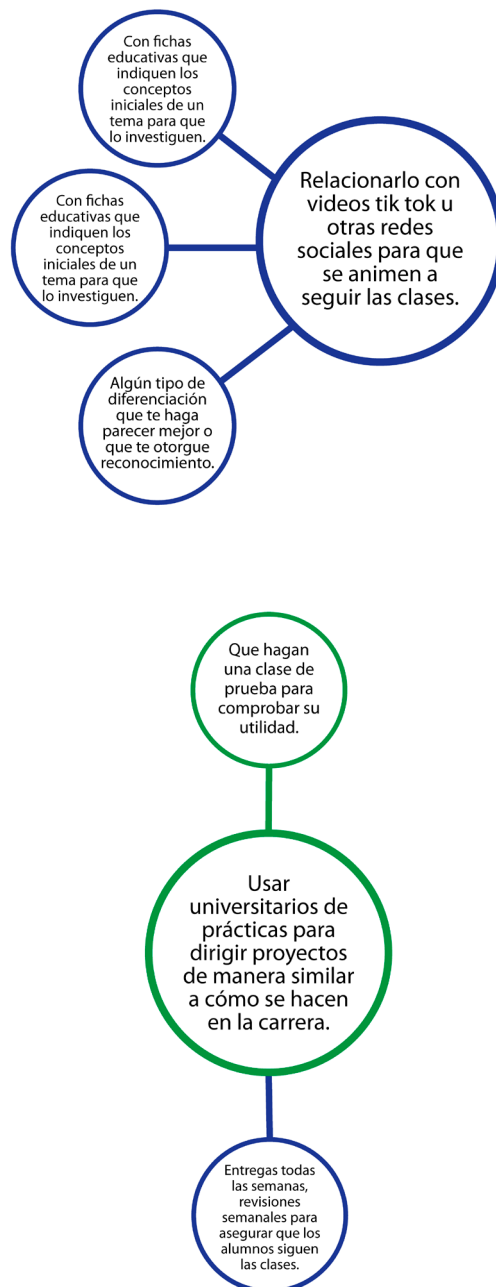 Con fichas
educativas que
indiquen los
conceptos
iniciales de un
tema para que
lo investiguen.
Relacionarlo con
videos tik tok u
otras redes
sociales para que
se animen a
seguir las clases.
Con fichas
educativas que
indiquen los
conceptos
iniciales de un
tema para que
lo investiguen.
Algún tipo de
diferenciación
que te haga
parecer mejor o
que te otorgue
reconocimiento.
Que hagan
una clase de
prueba para
comprobar su
utilidad.
Usar
universitarios de
prácticas para
dirigir proyectos
de manera similar
a cómo se hacen
en la carrera.
Entregas todas
las semanas,
revisiones
semanales para
asegurar que los
alumnos siguen
las clases.